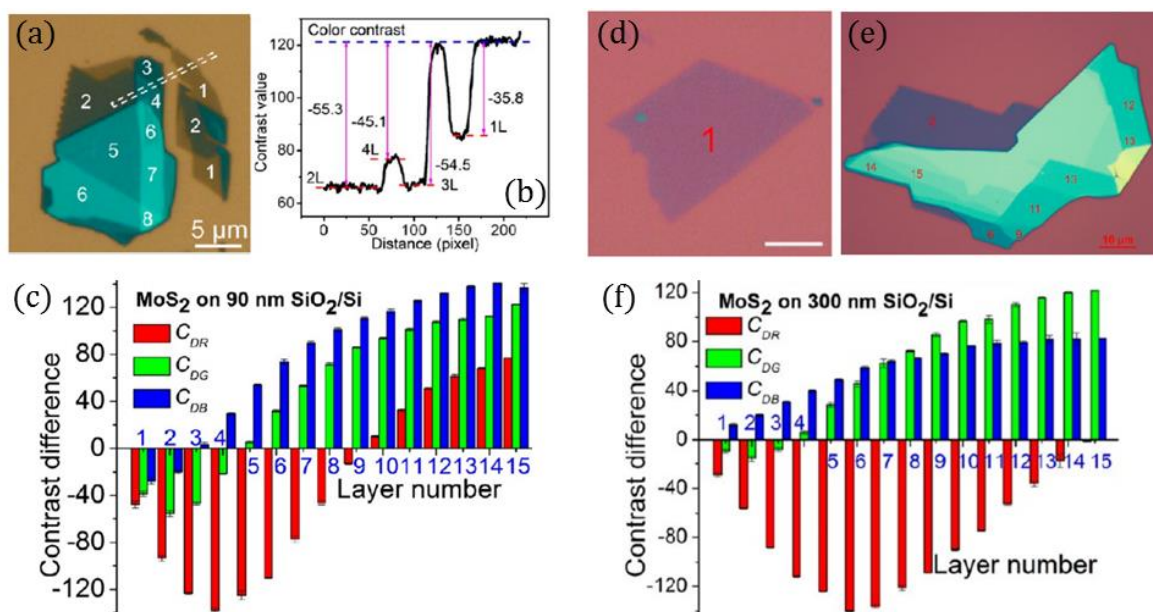 (a)
3
2
4
1
6
2
5
1
7
6
8
5 μm
Color contrast
120
100
80
60
Contrast value
-55.3
-45.1
-35.8
-54.5
1L
4L
2L
3L
(b)
0 50 100 150 200
Distance (pixel)
(d)
1
(e)
12
13
14
15
13
11
9
10 μm
(c)
MoS2 on 90 nm SiO2/Si
CDR
CDG
CDB
120
80
40
0
-40
-80
-120
Contrast difference
1 2 3 4 5 6 7 8 9 10 11 12 13 14 15
Layer number
(f)
MoS2 on 300 nm SiO2/Si
CDR
CDG
CDB
120
80
40
0
-40
-80
-120
Contrast difference
1 2 3 4 5 6 7 8 9 10 11 12 13 14 15
Layer number